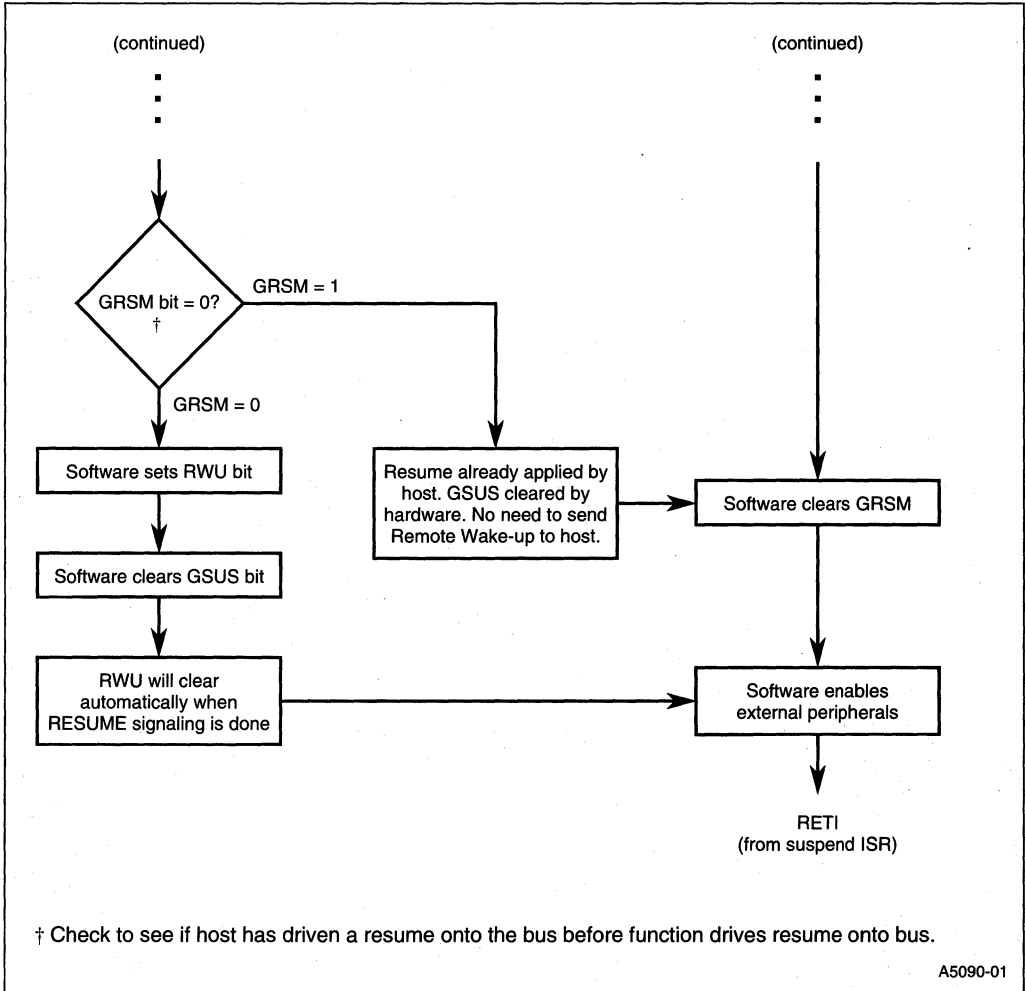 (continued)
(continued)
GRSM bit = 0?
†
GRSM = 1
GRSM = 0
Software sets RWU bit
Resume already applied by
host. GSUS cleared by
hardware. No need to send
Remote Wake-up to host.
Software clears GRSM
Software clears GSUS bit
RWU will clear
automatically when
RESUME signaling is done
Software enables
external peripherals
RETI
(from suspend ISR)
† Check to see if host has driven a resume onto the bus before function drives resume onto bus.
A5090-01